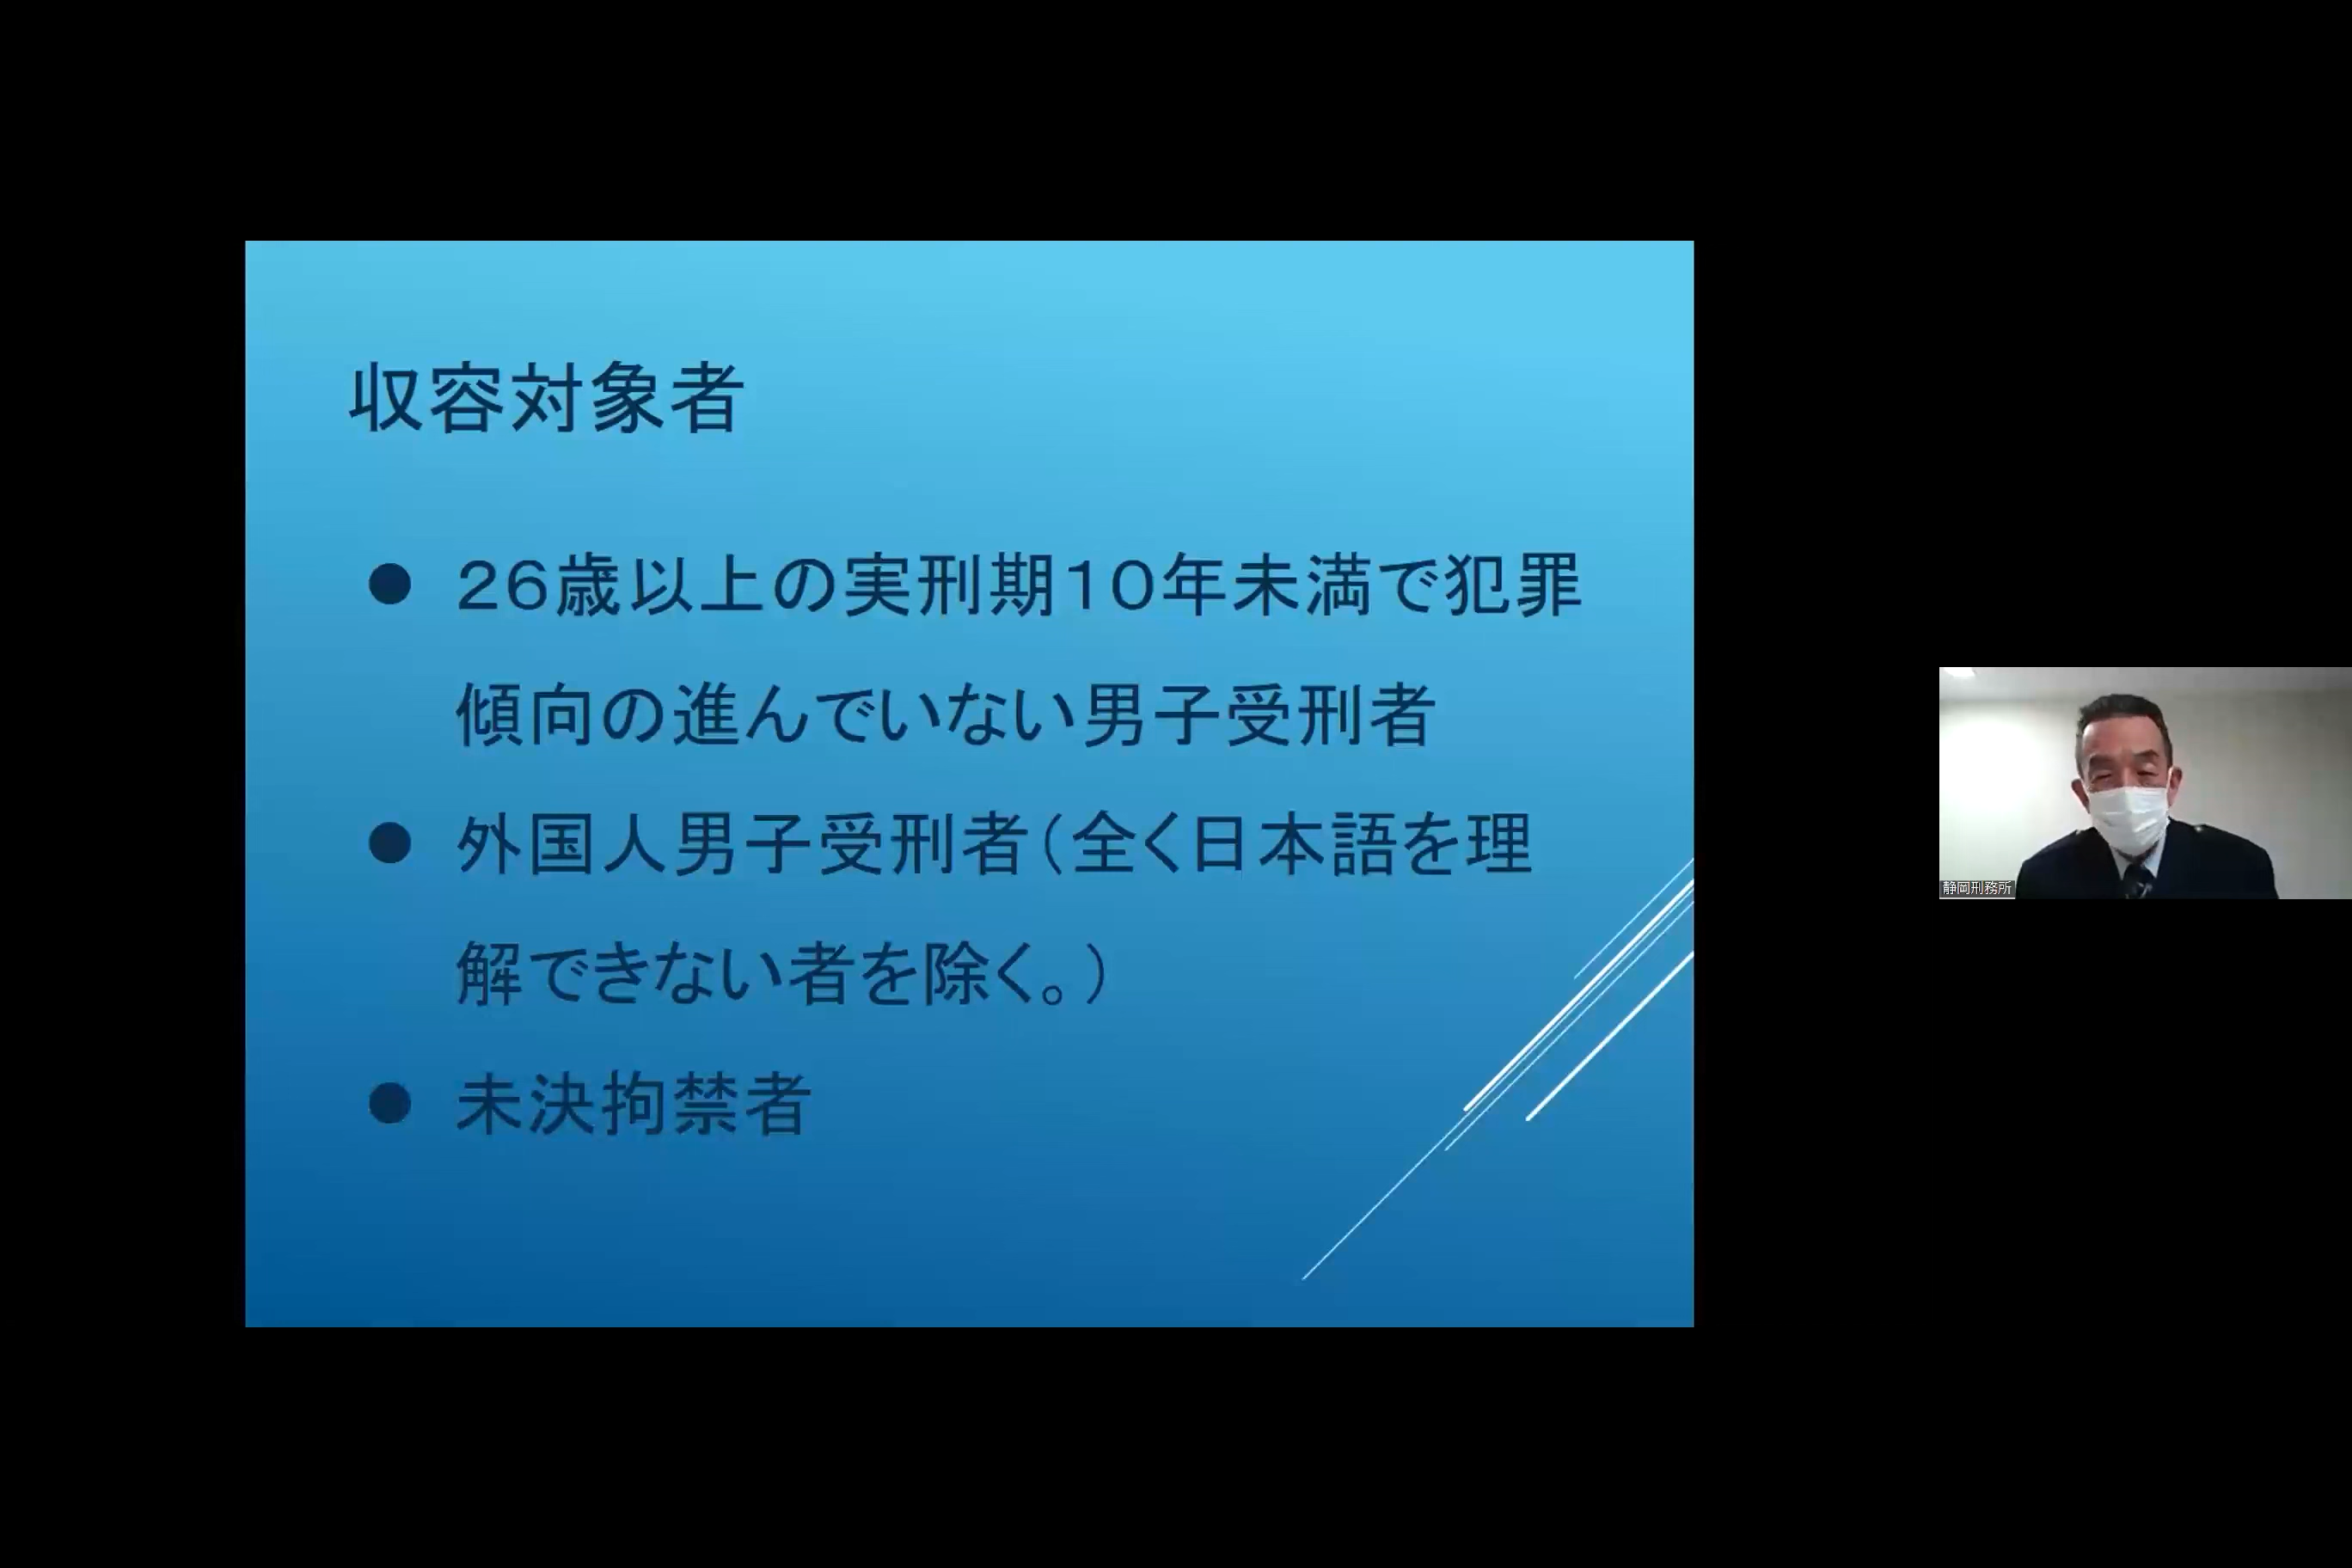 収容対象者
● 26歳以上の実刑期10年未満で犯罪
傾向の進んでいない男子受刑者
● 外国人男子受刑者(全く日本語を理
解できない者を除く。)
● 未決拘禁者
静岡刑務所